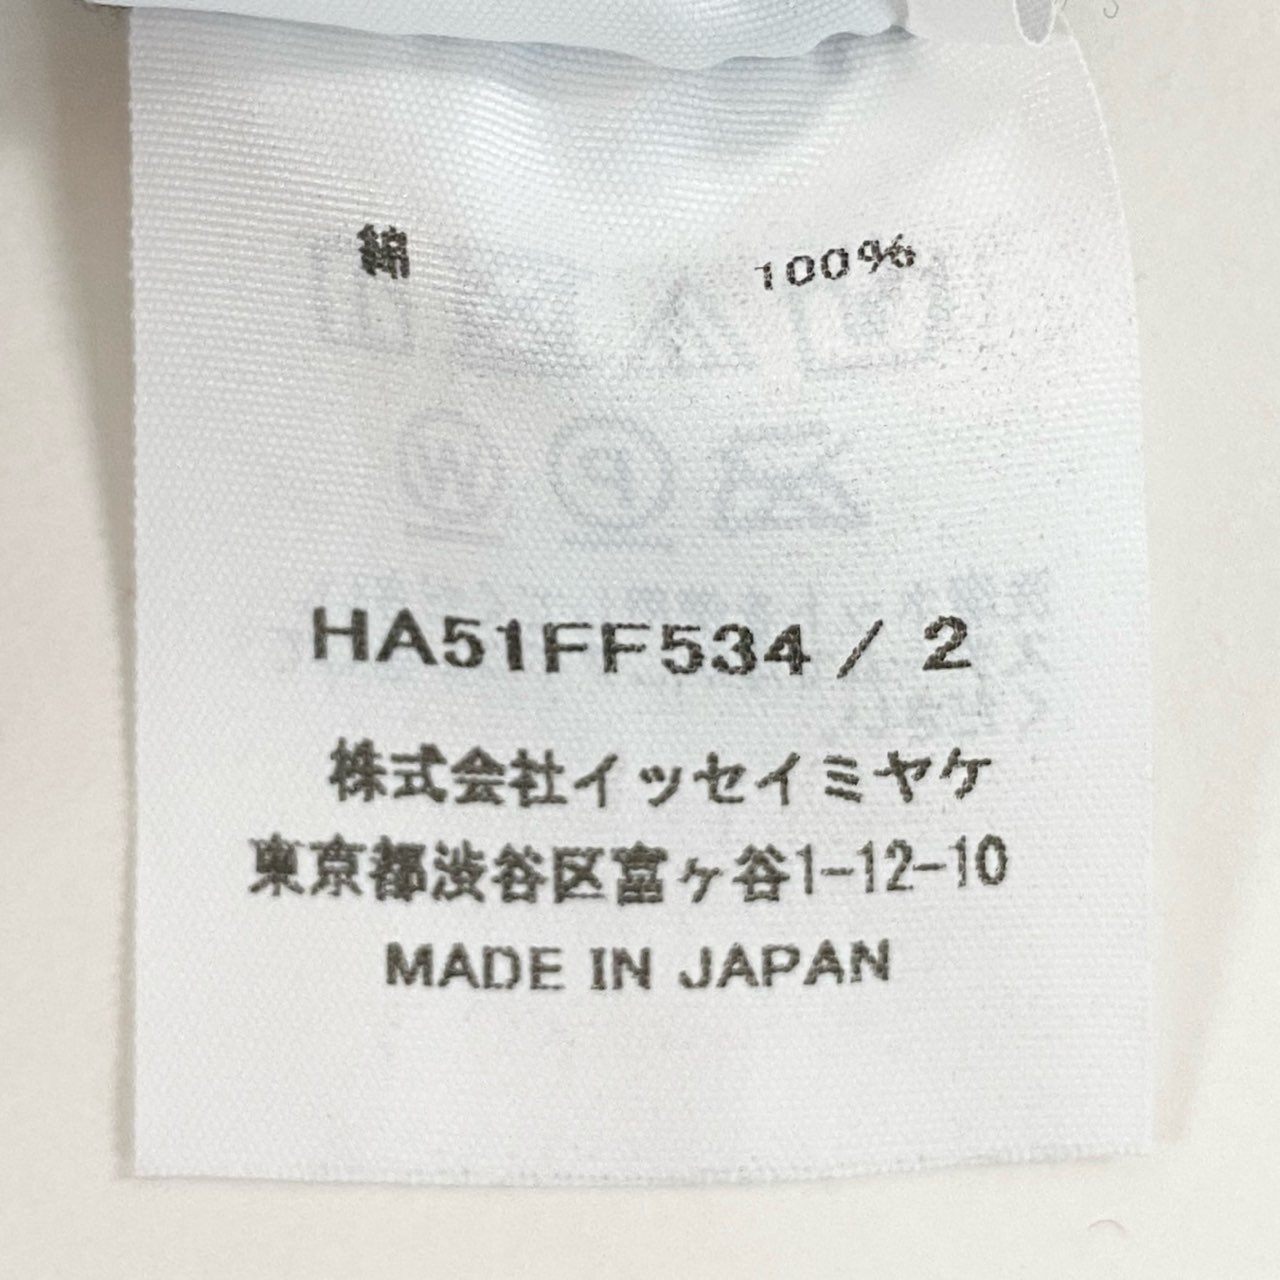 綿 100%
HA51FF534 / 2
株式会社イッセイミヤケ
東京都渋谷区富ヶ谷1-12-10
MADE IN JAPAN